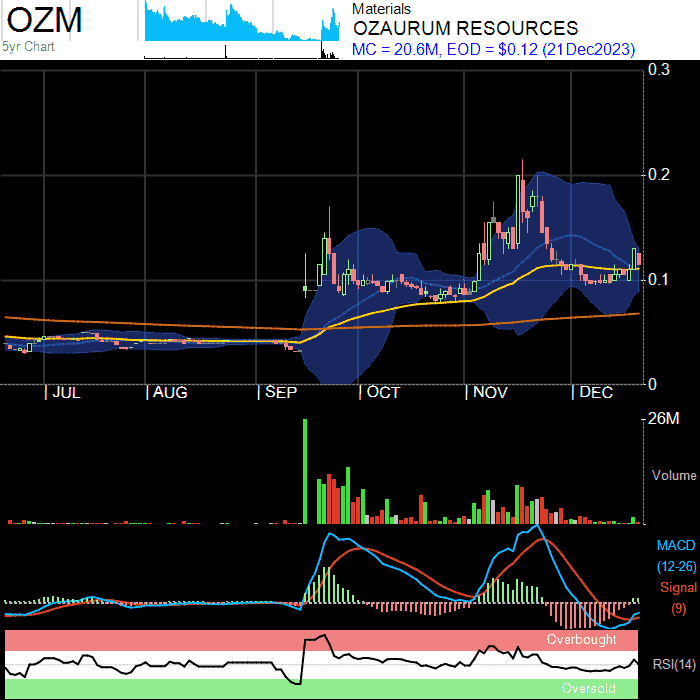 OZM
5yr Chart
Materials
OZAURUM RESOURCES
MC = 20.6M, EOD = $0.12 (21Dec2023)
0.3
0.2
0.1
0
JUL AUG SEP OCT NOV DEC
26M
Volume
MACD
(12-26)
Signal
(9)
Overbought
RSI(14)
Oversold